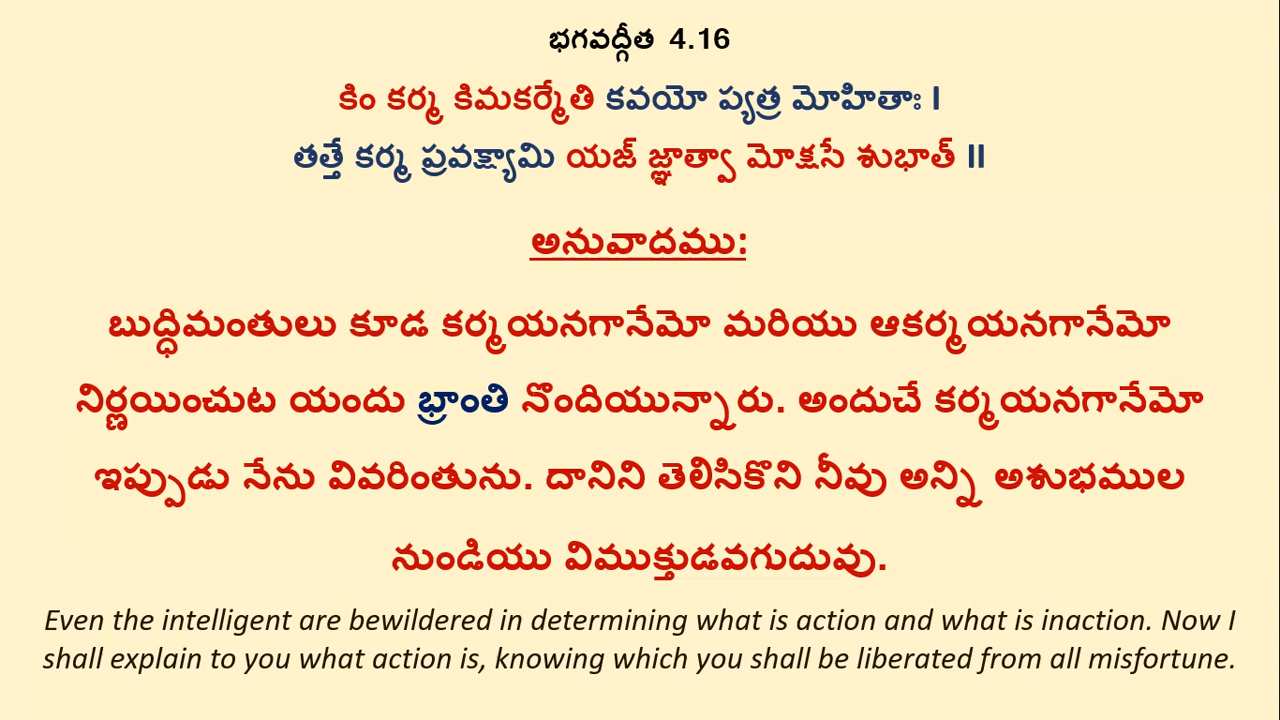 భగవద్గీత 4.16
కిం కర్మ కిమకర్మేతి కవయో ప్యత్ర మోహితాః I
తత్తే కర్మ ప్రవక్ష్యామి యజ్ జ్ఞాత్వా మోక్షసే శుభాత్ II
అనువాదము:
బుద్ధిమంతులు కూడ కర్మయనగానేమో మరియు ఆకర్మయనగానేమో
నిర్ణయించుట యందు భ్రాంతి నొందియున్నారు. అందుచే కర్మయనగానేమో
ఇప్పుడు నేను వివరింతును. దానిని తెలిసికొని నీవు అన్ని అశుభముల
నుండియు విముక్తుడవగుదువు.
Even the intelligent are bewildered in determining what is action and what is inaction. Now I
shall explain to you what action is, knowing which you shall be liberated from all misfortune.